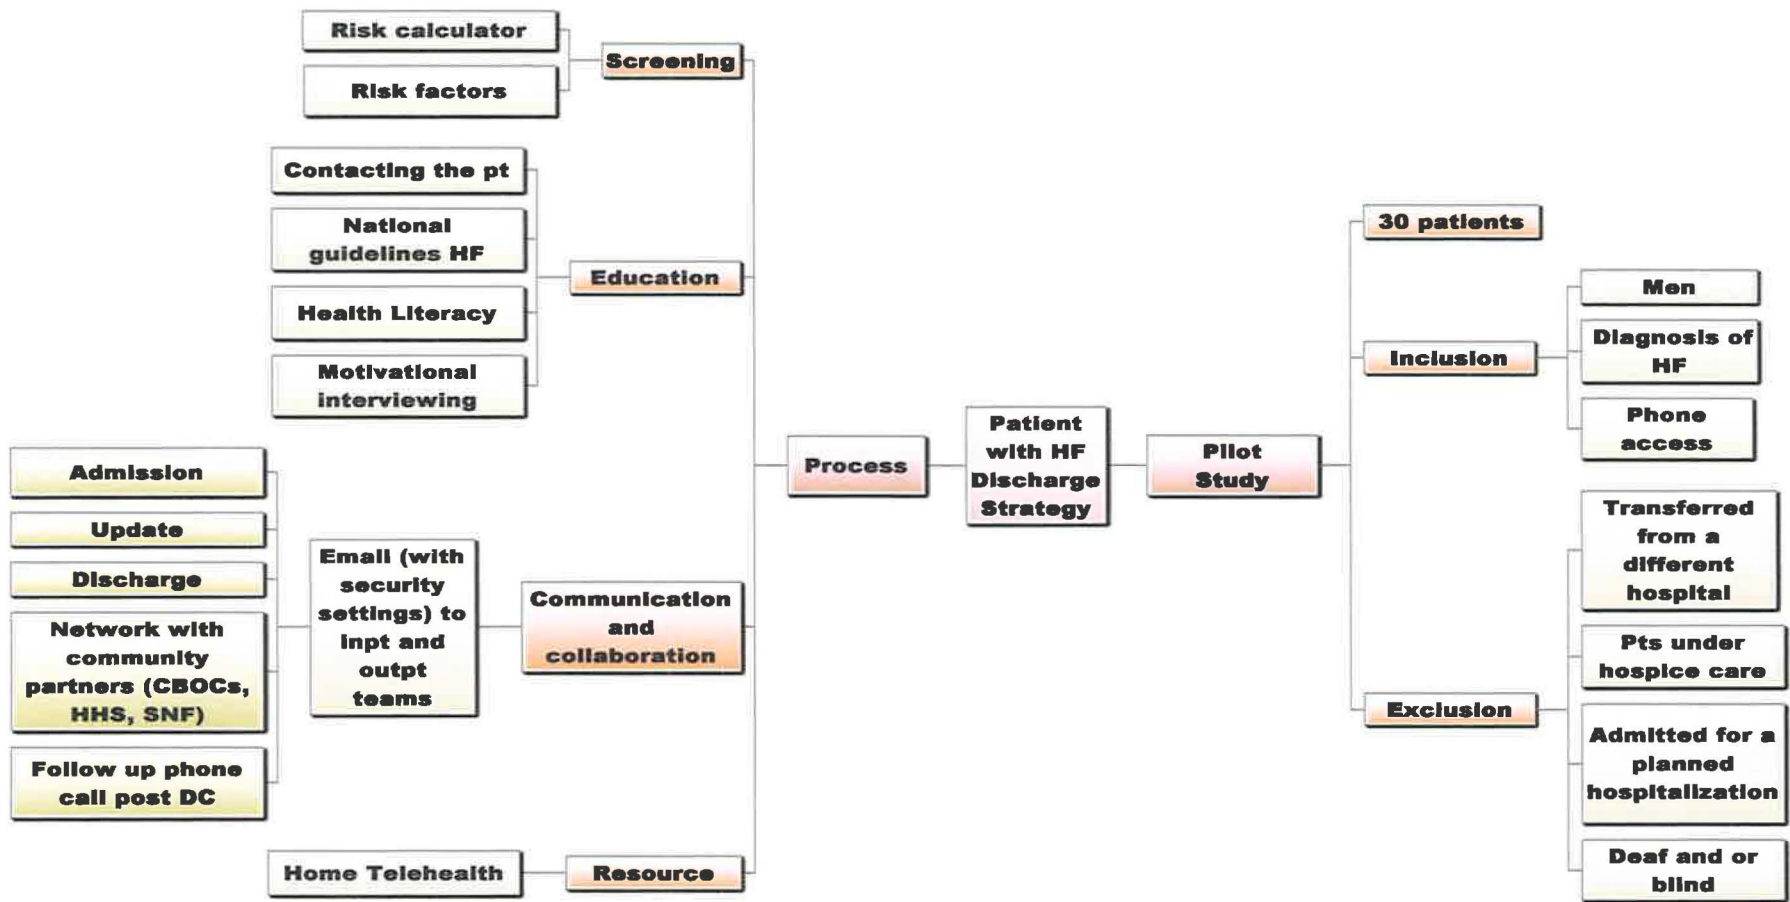 Risk calculator
Risk factors
Screening
Contacting the pt
National
guidelines HF
Health Literacy
Motivational
interviewing
Education
Admission
Update
Discharge
Network with
community
partners (CBOCs,
HHS, SNF)
Follow up phone
call post DC
Email (with
security
settings) to
inpt and
outpt
teams
Communication
and
collaboration
Home Telehealth
Resource
Process
Patient
with HF
Discharge
Strategy
Pilot
Study
30 patients
Inclusion
Men
Diagnosis of
HF
Phone
access
Exclusion
Transferred
from a
different
hospital
Pts under
hospice care
Admitted for a
planned
hospitalization
Deaf and or
blind